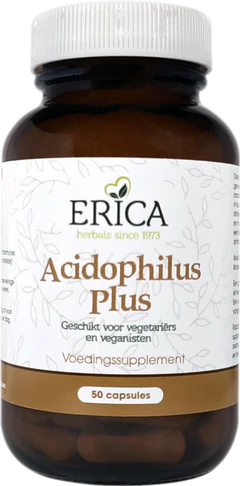 ERICA
herbals since 1973
Acidophilus
Plus
Geschikt voor vegetariërs
en veganisten
Voedingssupplement
50 capsules